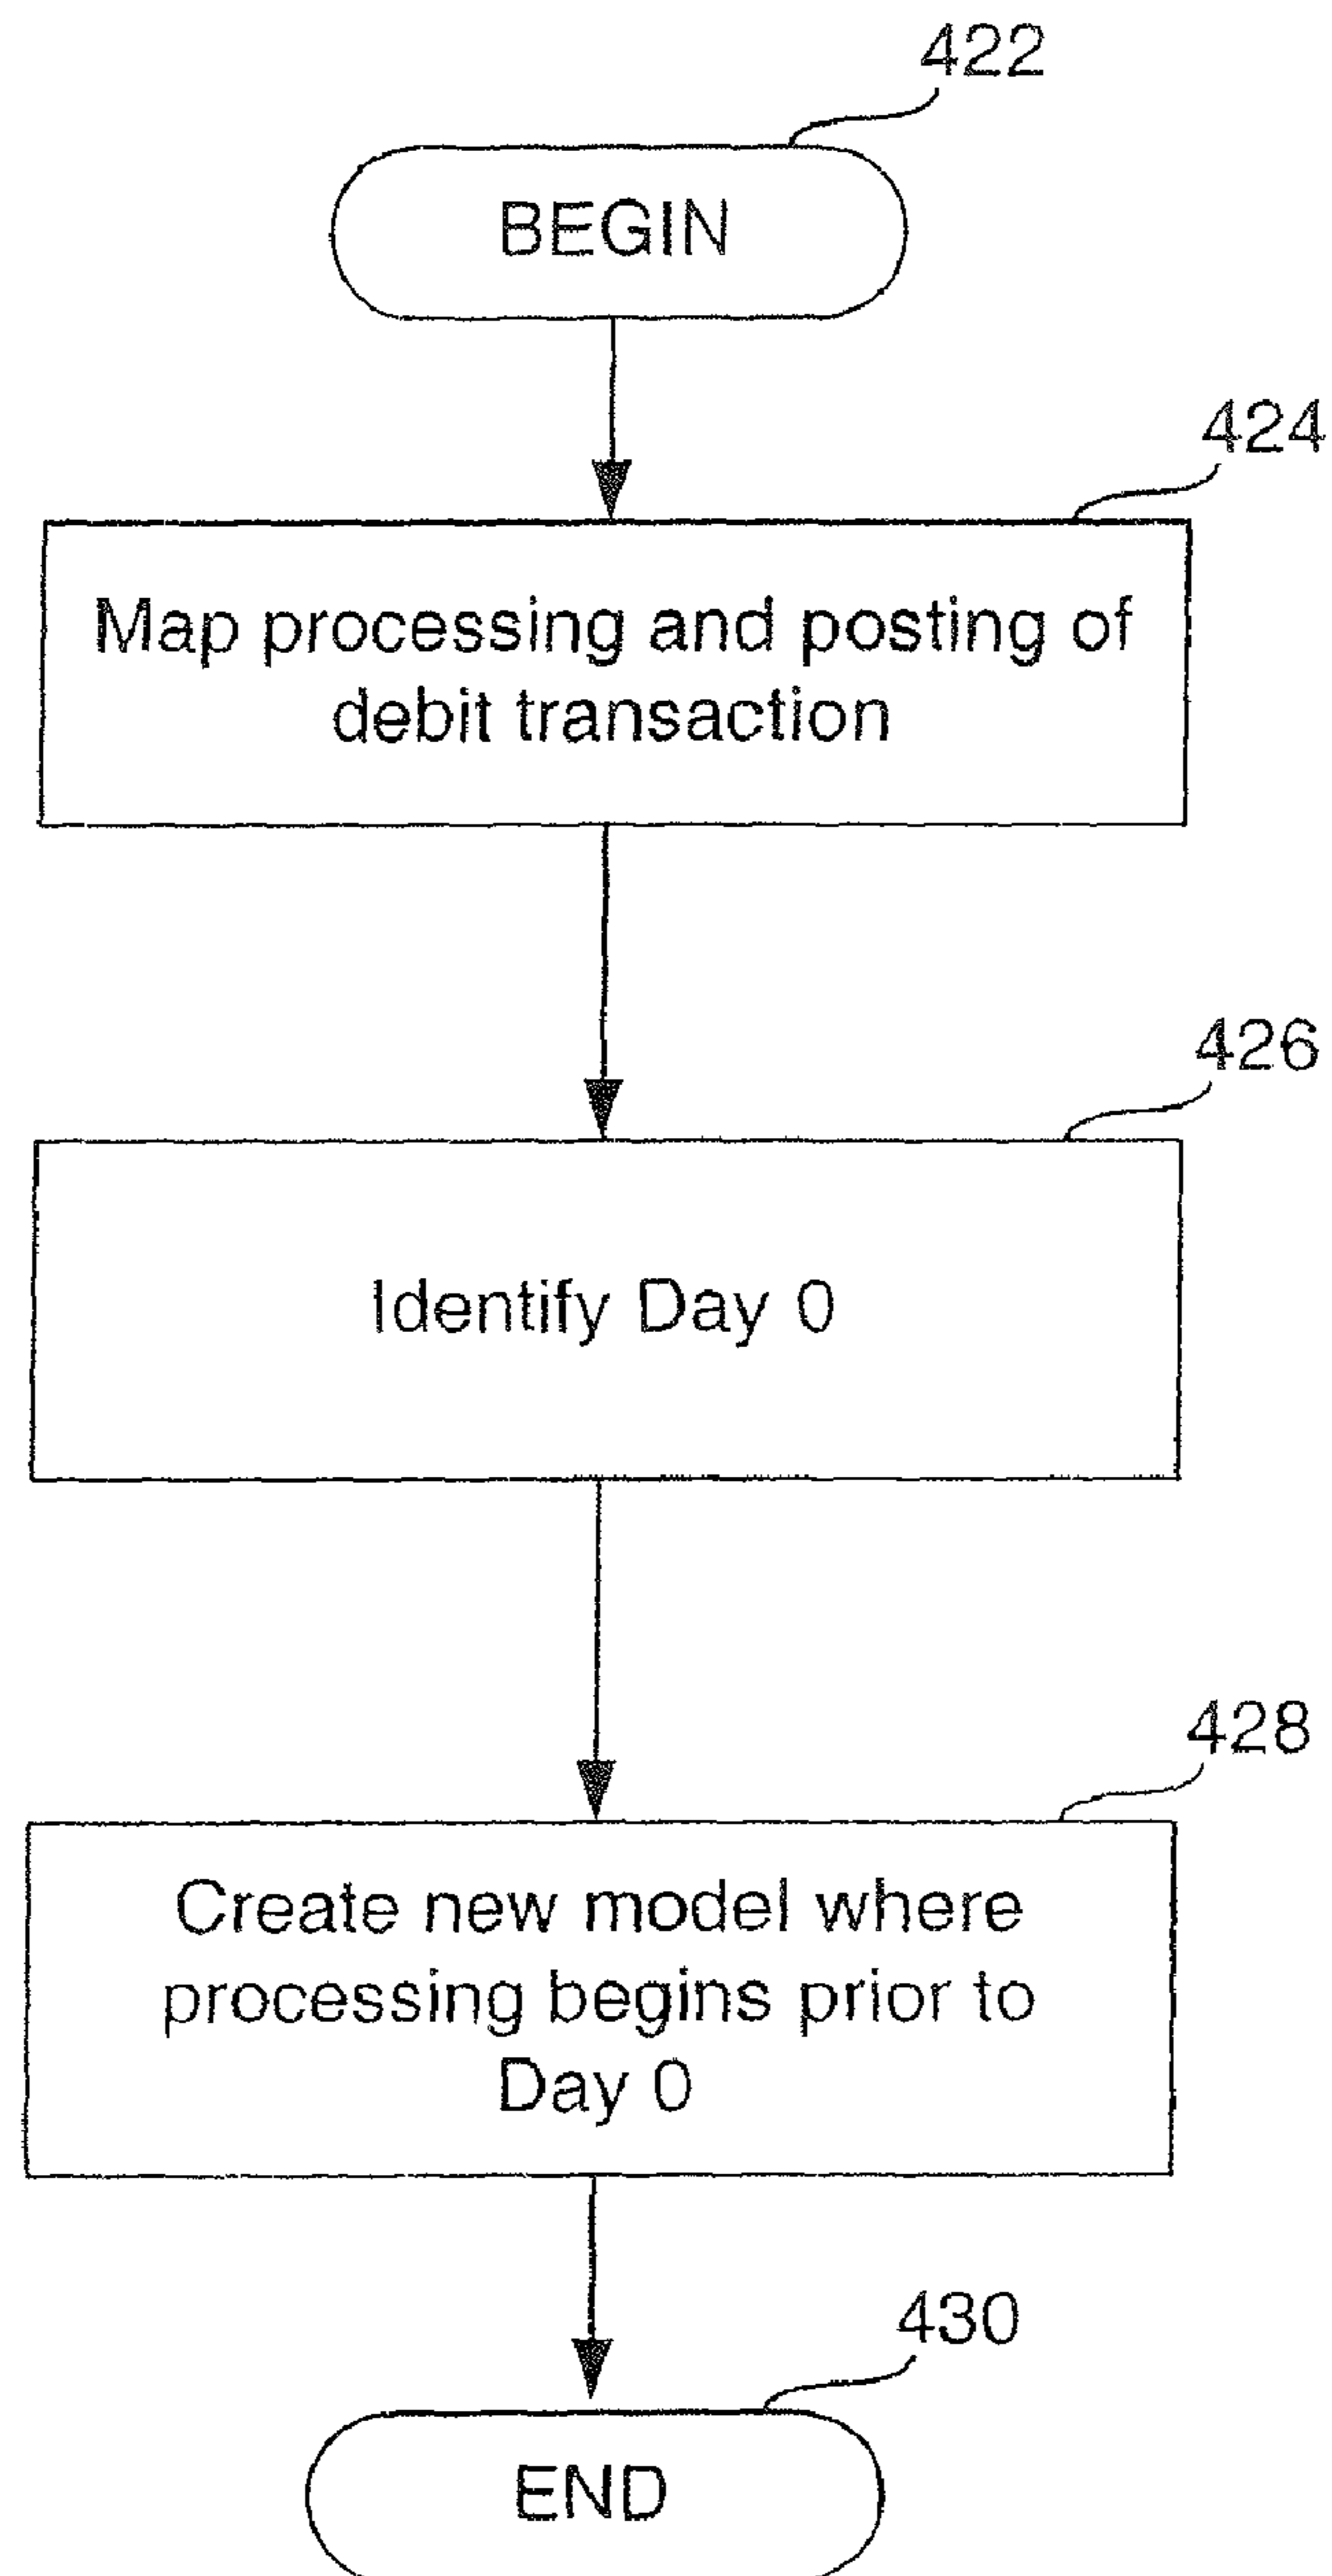 422
BEGIN
424
Map processing and posting of
debit transaction
426
Identify Day 0
428
Create new model where
processing begins prior to
Day 0
430
END